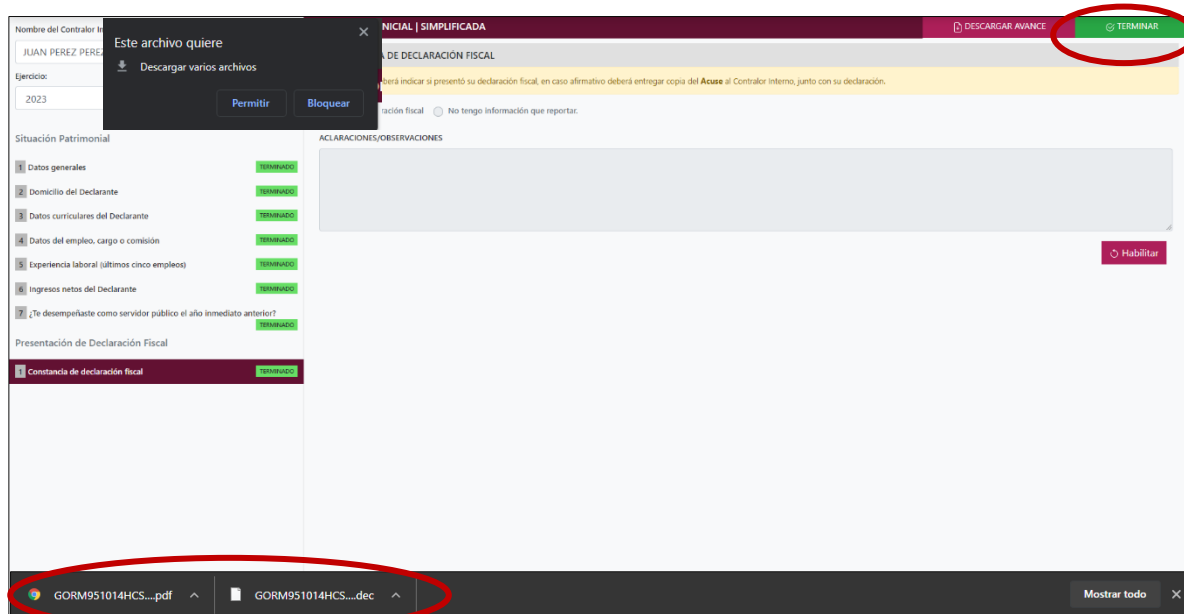 Nombre del Contralor In
JUAN PEREZ PEREZ
Ejercicio:
2023
Este archivo quiere
Descargar varios archivos
Permitir
Bloquear
NICIAL | SIMPLIFICADA
DESCARGAR AVANCE
TERMINAR
DE DECLARACIÓN FISCAL
berá indicar si presentó su declaración fiscal, en caso afirmativo deberá entregar copia del Acuse al Contralor Interno, junto con su declaración.
ración fiscal
No tengo información que reportar.
ACLARACIONES/OBSERVACIONES
Habilitar
Situación Patrimonial
1 Datos generales TERMINADO
2 Domicilio del Declarante TERMINADO
3 Datos curriculares del Declarante TERMINADO
4 Datos del empleo, cargo o comisión TERMINADO
5 Experiencia laboral (últimos cinco empleos) TERMINADO
6 Ingresos netos del Declarante TERMINADO
7 ¿Te desempeñaste como servidor público el año inmediato anterior?
TERMINADO
Presentación de Declaración Fiscal
1 Constancia de declaración fiscal TERMINADO
GORM951014HCS....pdf
GORM951014HCS....dec
Mostrar todo